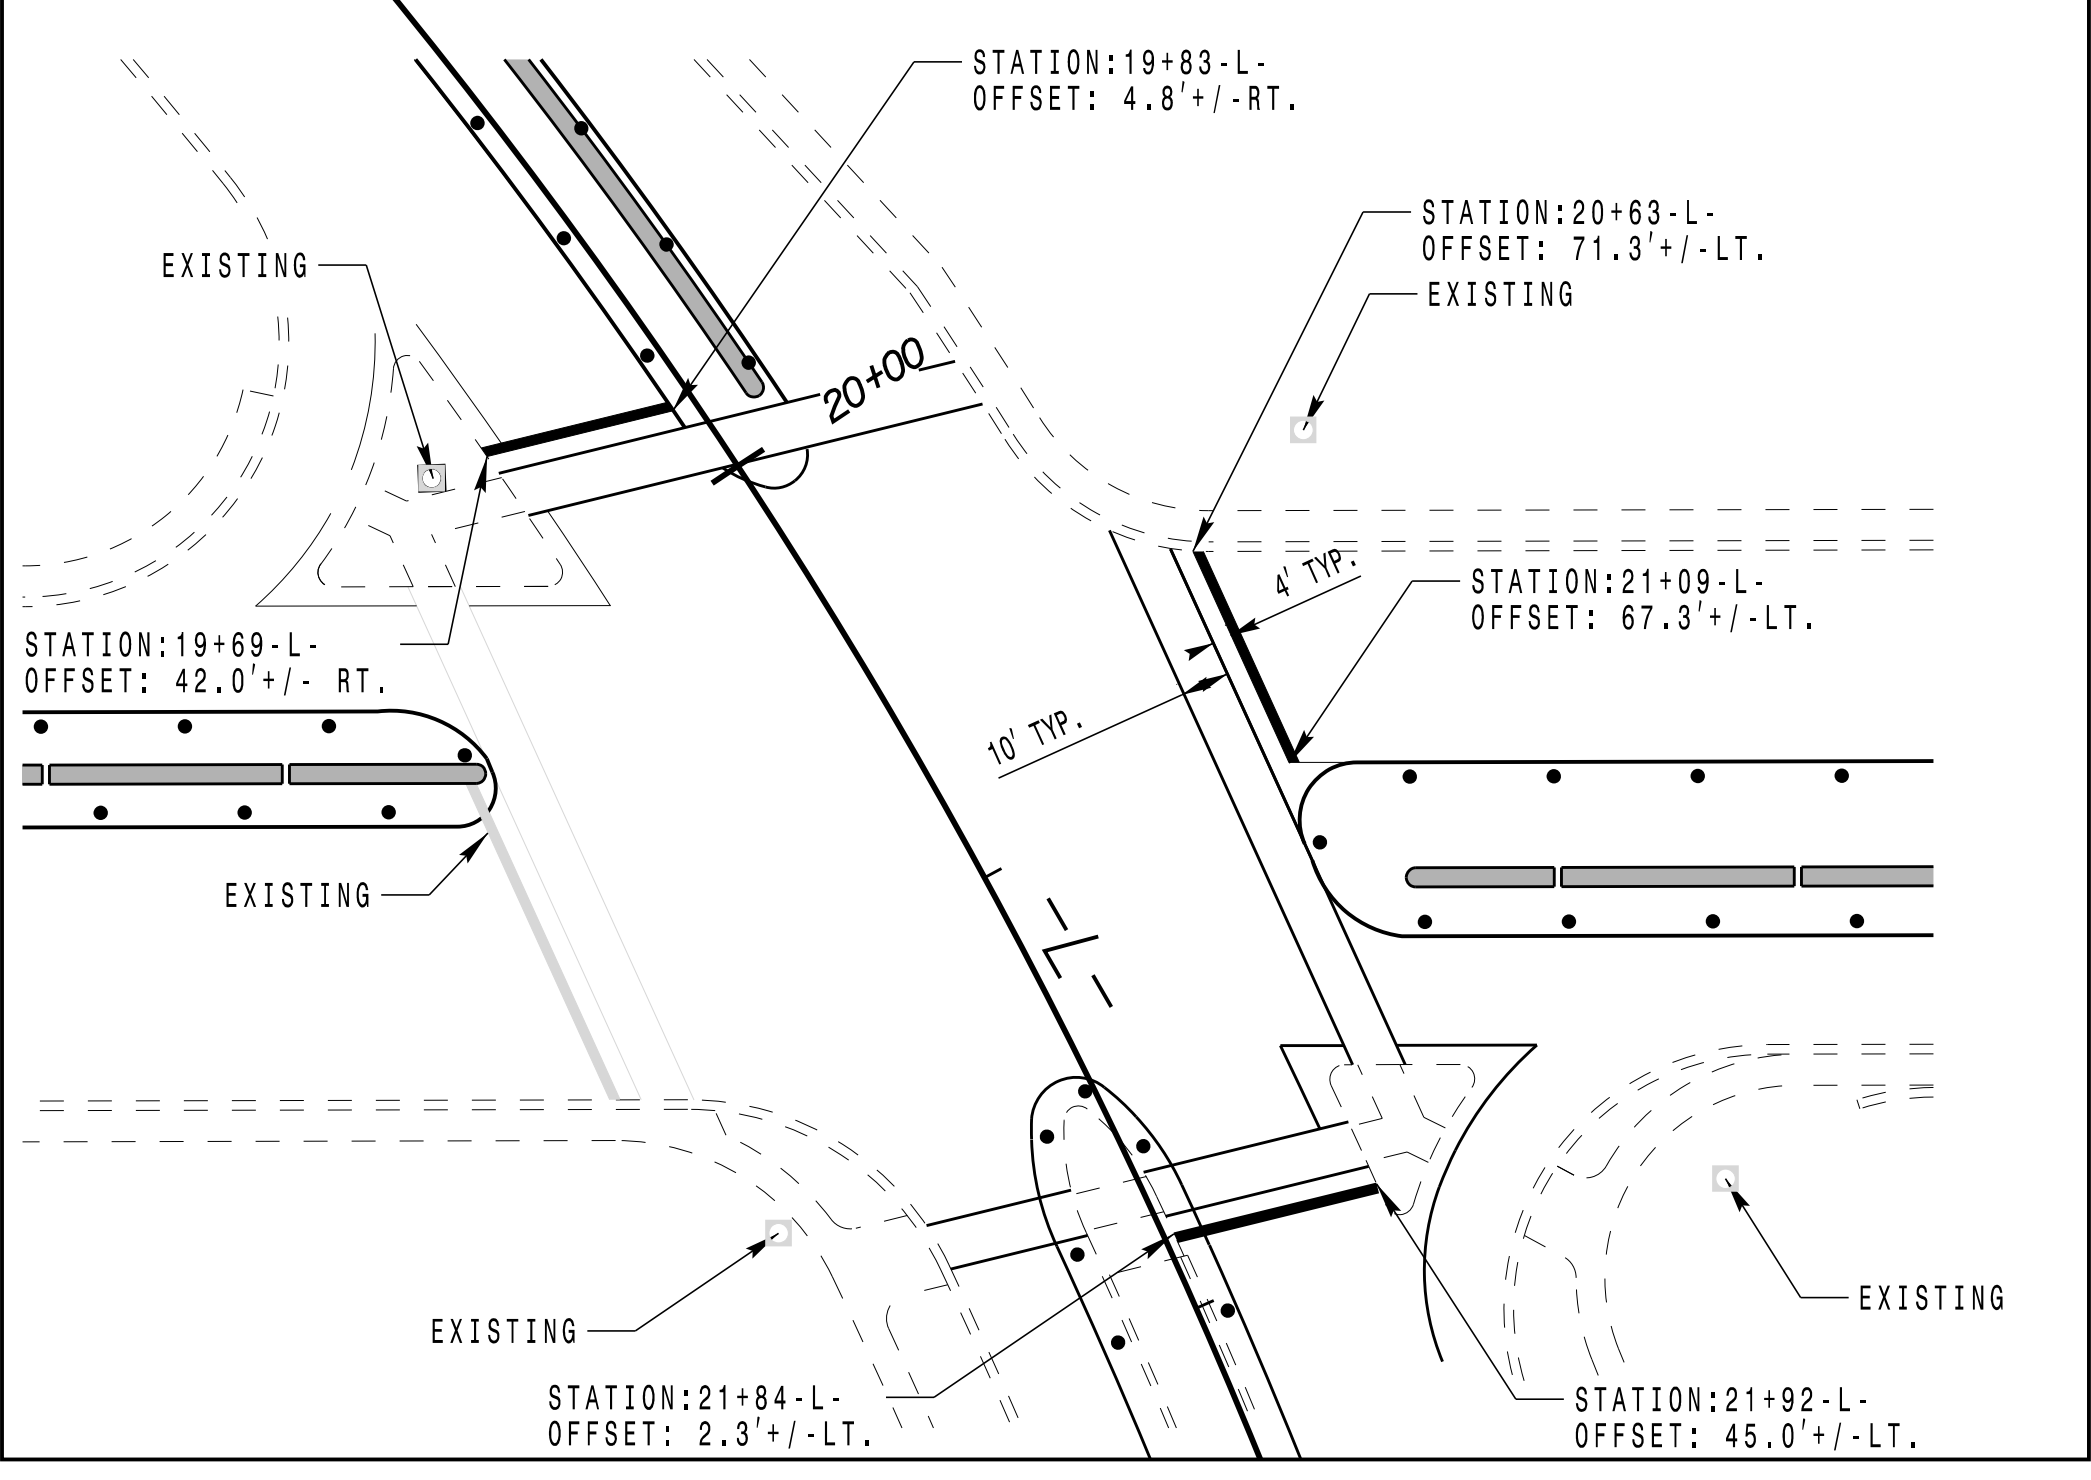 STATION:19+83-L-
OFFSET: 4.8'+/-RT.
STATION:20+63-L-
OFFSET: 71.3'+/-LT.
EXISTING
EXISTING
20+00
4' TYP.
STATION:21+09-L-
OFFSET: 67.3'+/-LT.
STATION:19+69-L-
OFFSET: 42.0'+/- RT.
10' TYP.
EXISTING
L
EXISTING
EXISTING
STATION:21+84-L-
OFFSET: 2.3'+/-LT.
STATION:21+92-L-
OFFSET: 45.0'+/-LT.